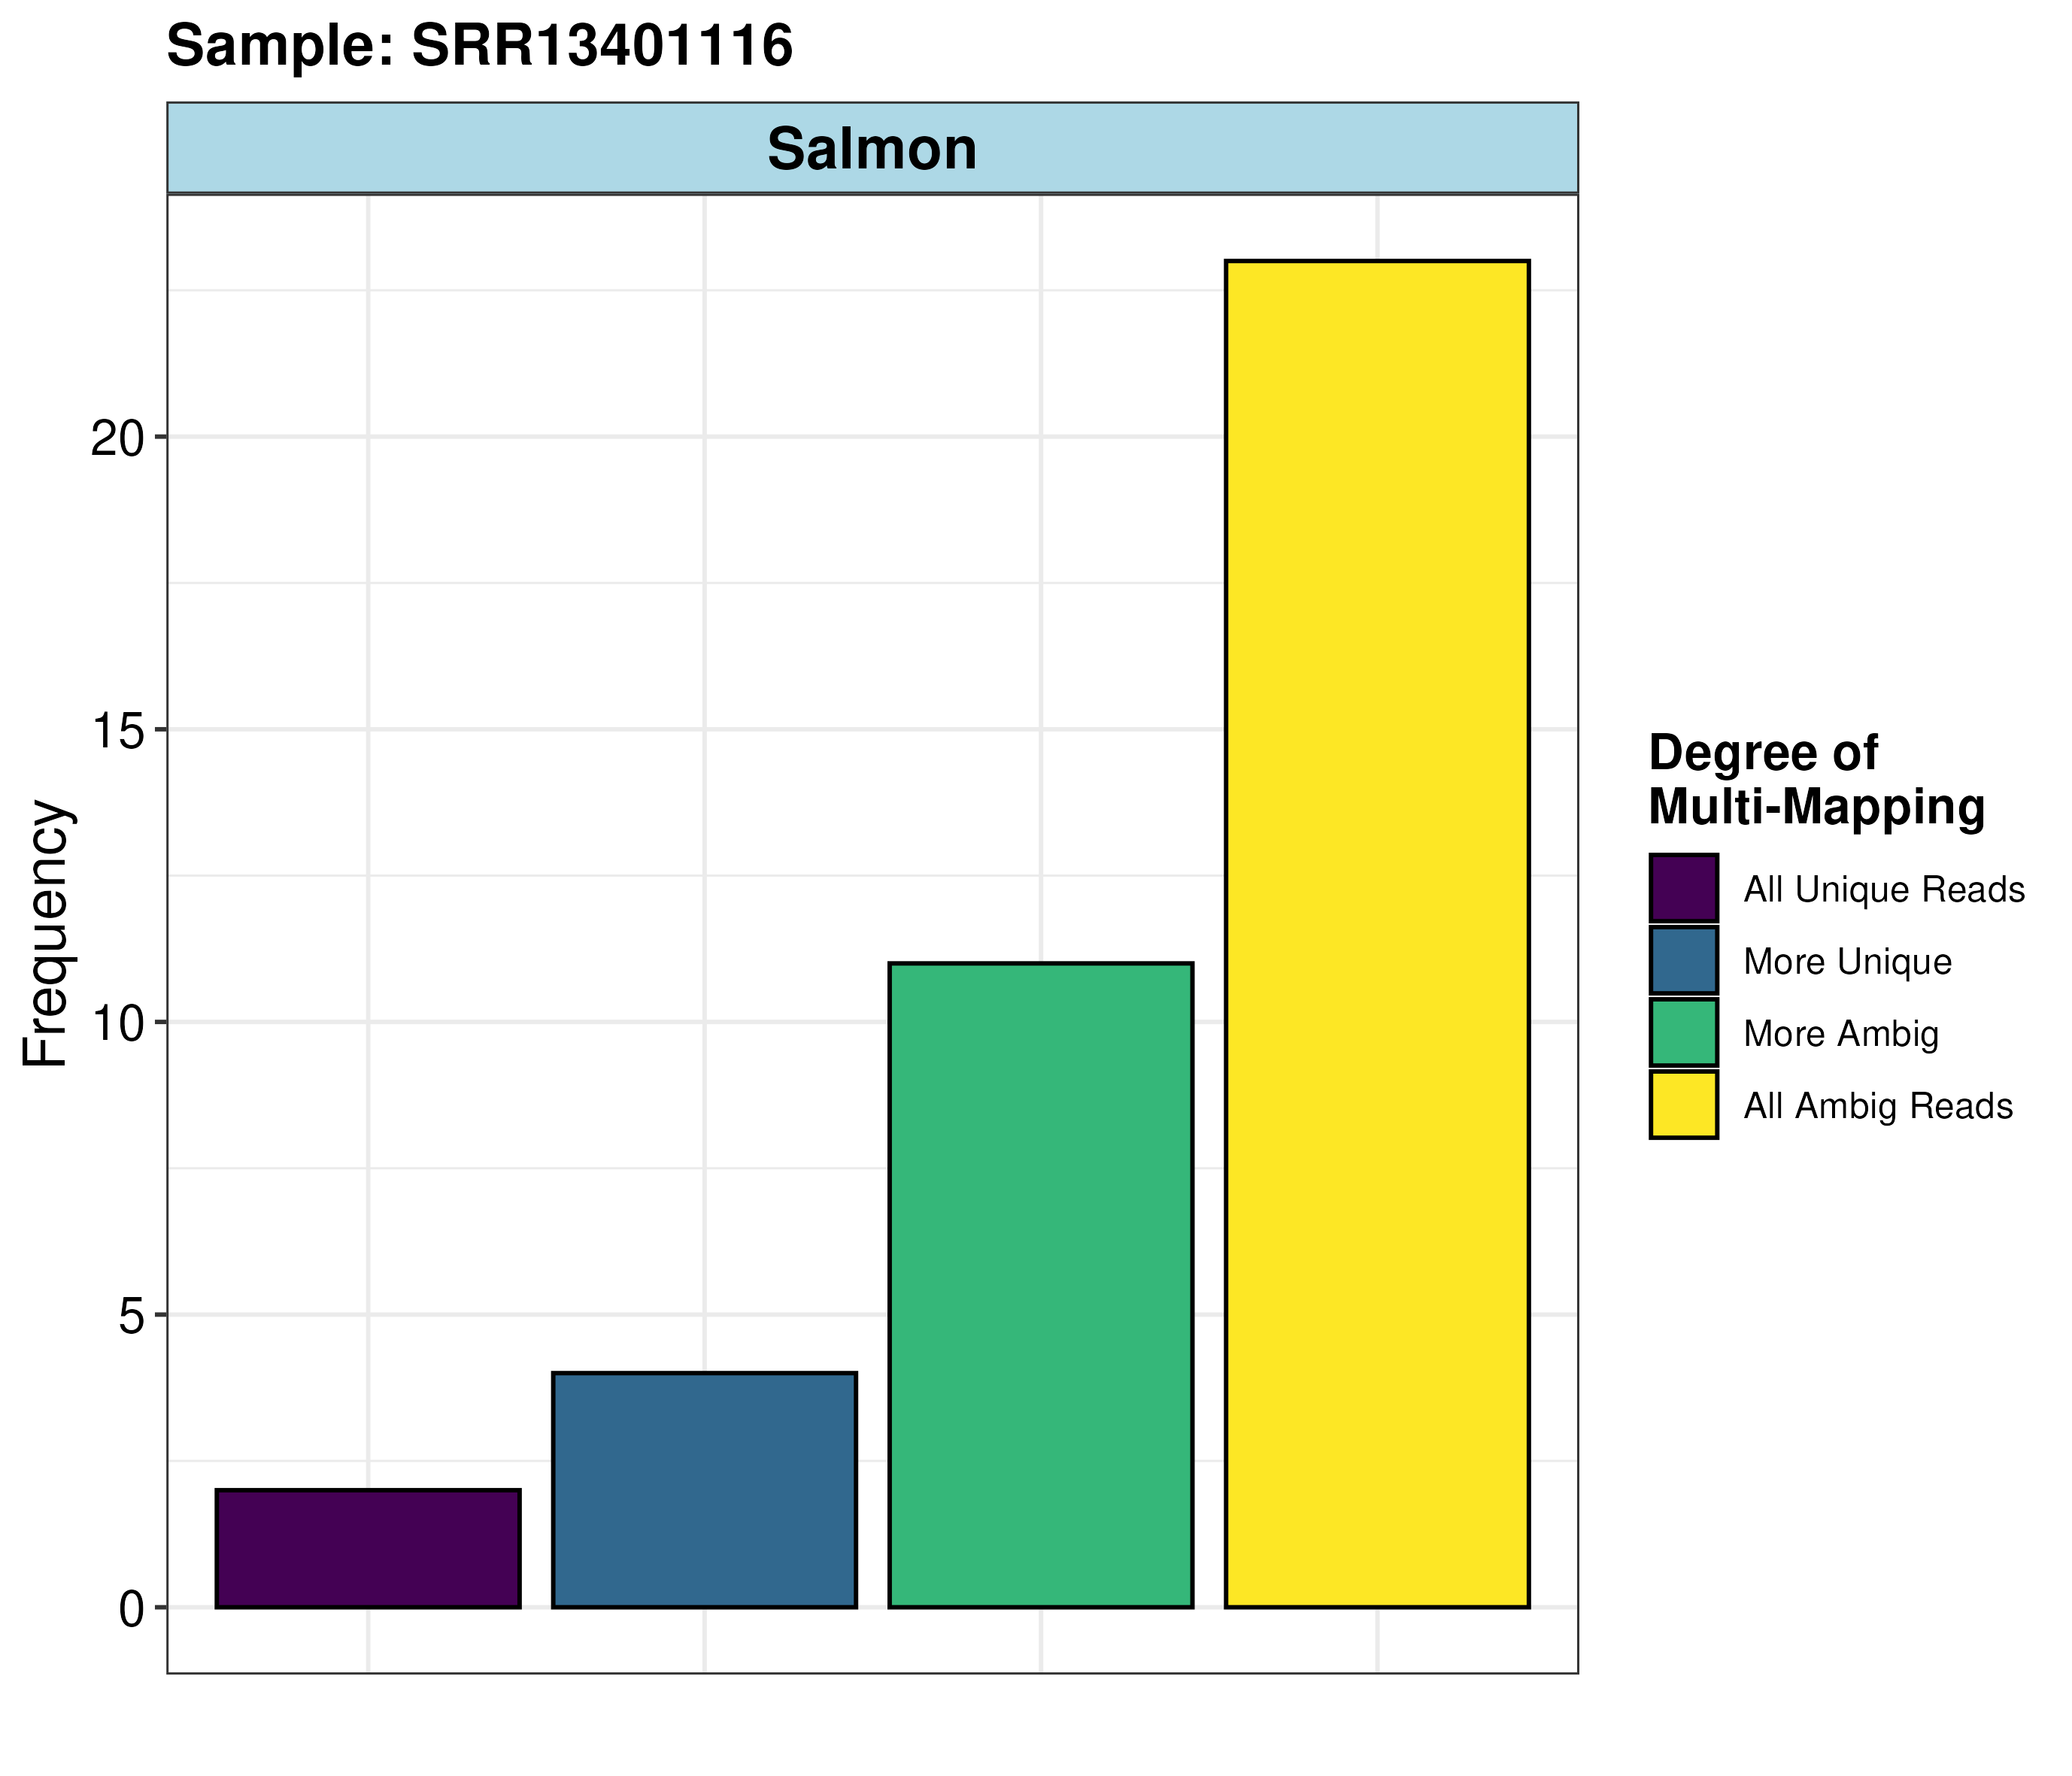 Sample: SRR13401116
Salmon
Frequency
20
15
10
5
0
Degree of
Multi-Mapping
All Unique Reads
More Unique
More Ambig
All Ambig Reads